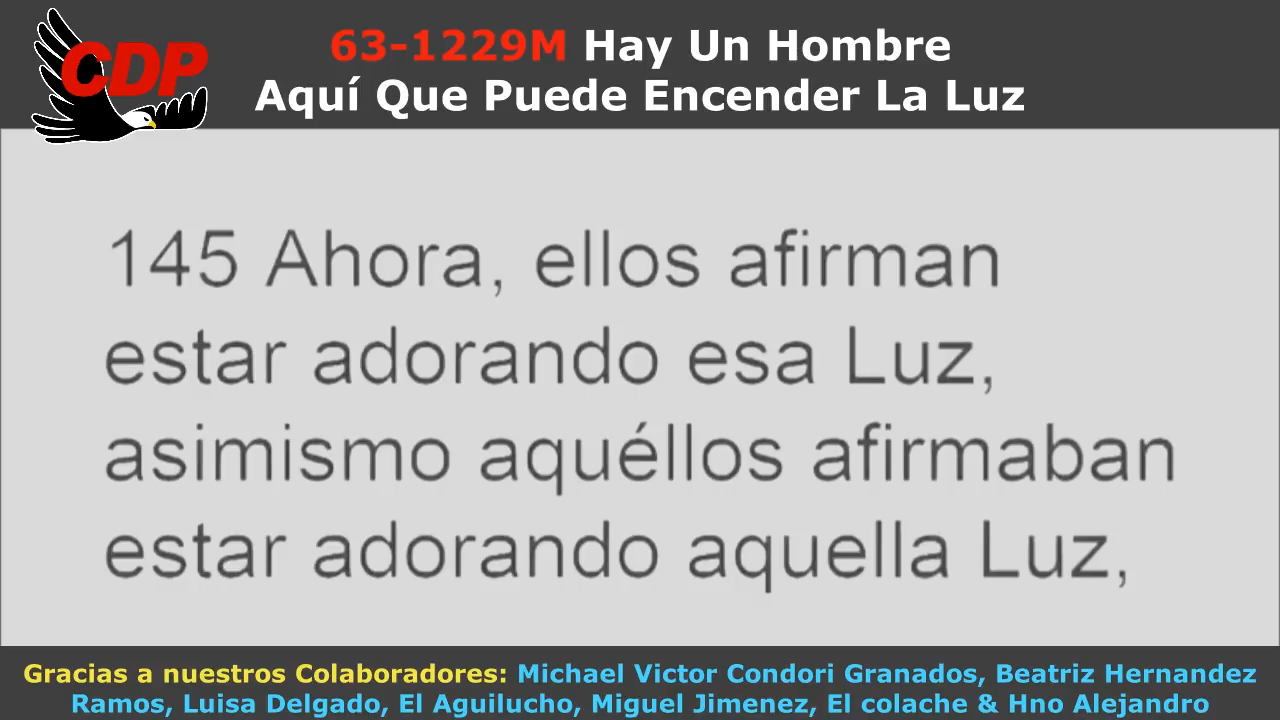 CDP
63-1229M Hay Un Hombre
Aquí Que Puede Encender La Luz
145 Ahora, ellos afirman
estar adorando esa Luz,
asimismo aquéllos afirmaban
estar adorando aquella Luz,
Gracias a nuestros Colaboradores: Michael Victor Condori Granados, Beatriz Hernandez
Ramos, Luisa Delgado, El Aguilucho, Miguel Jimenez, El colache & Hno Alejandro